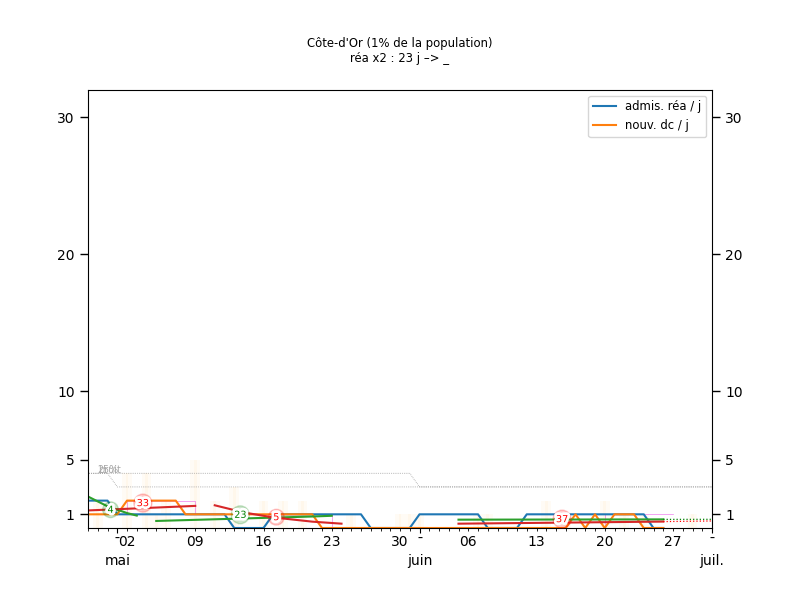 Côte-d'Or (1% de la population)
réa x2 : 23 j –> _
admis. réa / j
nouv. dc / j
30 30
20 20
10 10
5 5
1 1
4 33 23 5 37
- 02 09 16 23 30 - 06 13 20 27 -
mai juin juil.